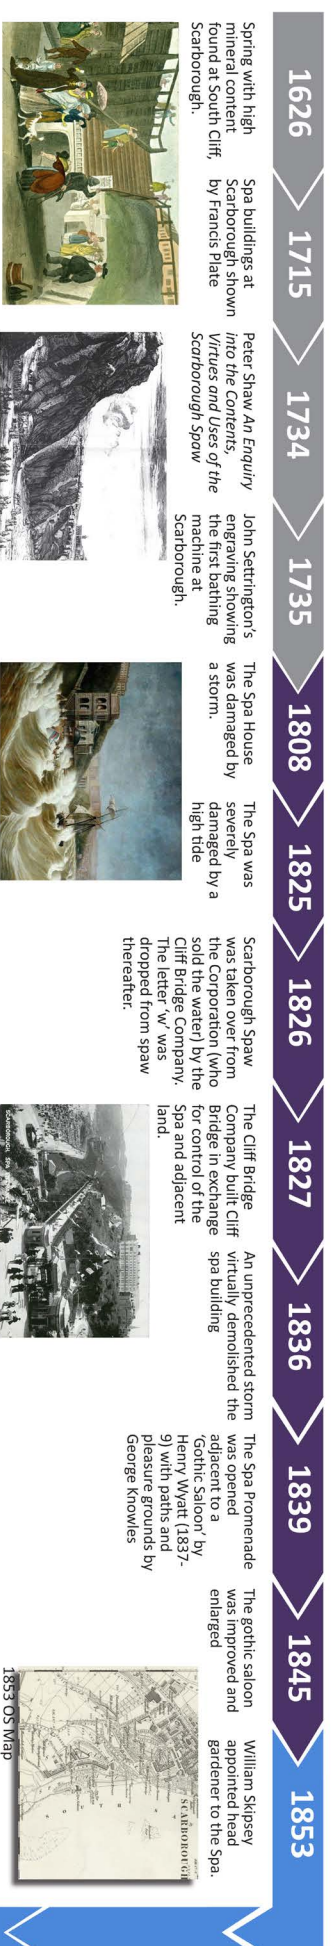 1626
1715
1734
1735
1808
1825
1826
1827
1836
1839
1845
1853
Spring with high
mineral content
found at South Cliff,
Scarborough.
Spa buildings at
Scarborough shown
by Francis Plate
Peter Shaw An Enquiry
into the Contents,
Virtues and Uses of the
Scarborough Spaw
John Settrington's
engraving showing
the first bathing
machine at
Scarborough.
The Spa House
was damaged by
a storm.
The Spa was
severely
damaged by a
high tide
Scarborough Spaw
was taken over from
the Corporation (who
sold the water) by the
Cliff Bridge Company.
The letter 'w' was
dropped from spaw
thereafter.
The Cliff Bridge
Company built Cliff
Bridge in exchange
for control of the
Spa and adjacent
land.
An unprecedented storm
virtually demolished the
spa building
The Spa Promenade
was opened
adjacent to a
'Gothic Saloon' by
Henry Wyatt (1837-
9) with paths and
pleasure grounds by
George Knowles
The gothic saloon
was improved and
enlarged
William Skipsey
appointed head
gardener to the Spa.
SCARBOROUGH, SPA
SCARBOROUGH
SOUTH
1853 OS Map